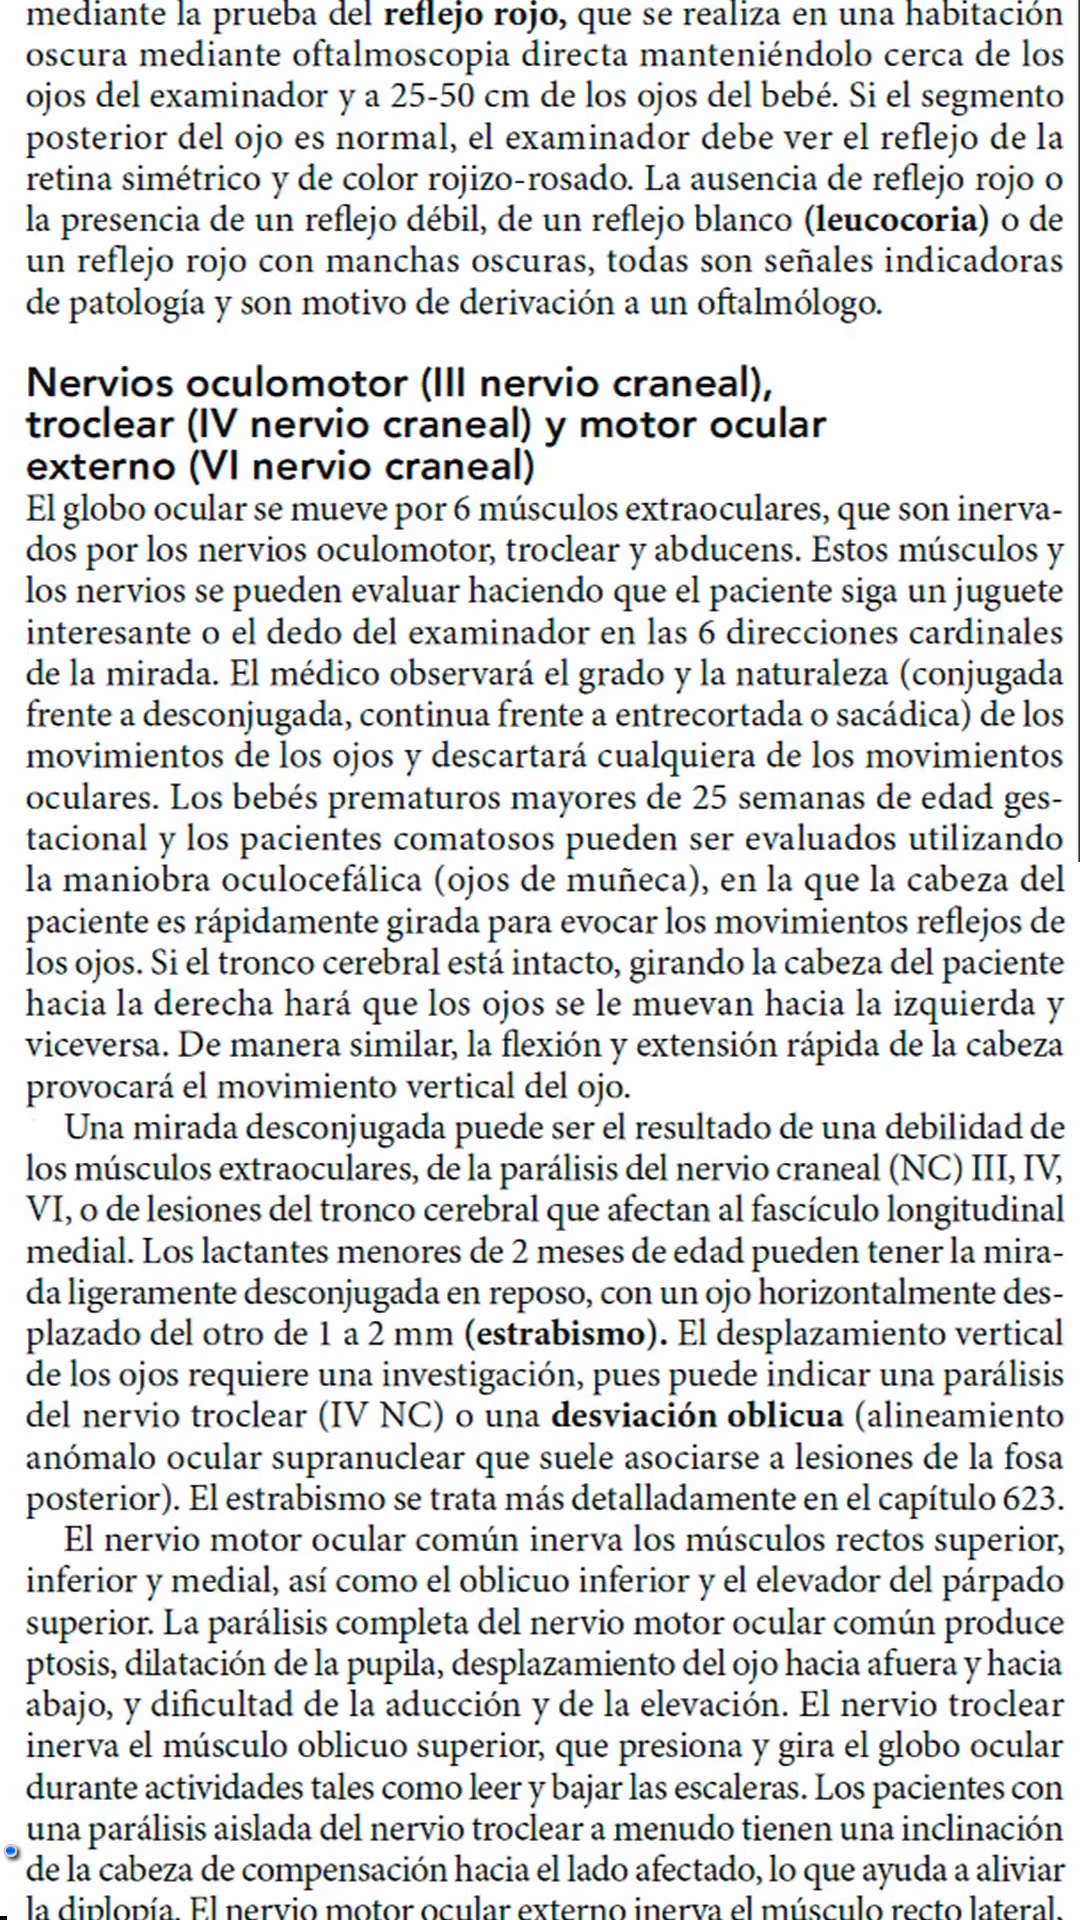 mediante la prueba del reflejo rojo, que se realiza en una habitación
oscura mediante oftalmoscopia directa manteniéndolo cerca de los
ojos del examinador y a 25-50 cm de los ojos del bebé. Si el segmento
posterior del ojo es normal, el examinador debe ver el reflejo de la
retina simétrico y de color rojizo-rosado. La ausencia de reflejo rojo o
la presencia de un reflejo débil, de un reflejo blanco (leucocoria) o de
un reflejo rojo con manchas oscuras, todas son señales indicadoras
de patología y son motivo de derivación a un oftalmólogo.
Nervios oculomotor (III nervio craneal),
troclear (IV nervio craneal) y motor ocular
externo (VI nervio craneal)
El globo ocular se mueve por 6 músculos extraoculares, que son inerva-
dos por los nervios oculomotor, troclear y abducens. Estos músculos y
los nervios se pueden evaluar haciendo que el paciente siga un juguete
interesante o el dedo del examinador en las 6 direcciones cardinales
de la mirada. El médico observará el grado y la naturaleza (conjugada
frente a desconjugada, continua frente a entrecortada o sacádica) de los
movimientos de los ojos y descartará cualquiera de los movimientos
oculares. Los bebés prematuros mayores de 25 semanas de edad ges-
tacional y los pacientes comatosos pueden ser evaluados utilizando
la maniobra oculocefálica (ojos de muñeca), en la que la cabeza del
paciente es rápidamente girada para evocar los movimientos reflejos de
los ojos. Si el tronco cerebral está intacto, girando la cabeza del paciente
hacia la derecha hará que los ojos se le muevan hacia la izquierda y
viceversa. De manera similar, la flexión y extensión rápida de la cabeza
provocará el movimiento vertical del ojo.
Una mirada desconjugada puede ser el resultado de una debilidad de
los músculos extraoculares, de la parálisis del nervio craneal (NC) III, IV,
VI, o de lesiones del tronco cerebral que afectan al fascículo longitudinal
medial. Los lactantes menores de 2 meses de edad pueden tener la mira-
da ligeramente desconjugada en reposo, con un ojo horizontalmente des-
plazado del otro de 1 a 2 mm (estrabismo). El desplazamiento vertical
de los ojos requiere una investigación, pues puede indicar una parálisis
del nervio troclear (IV NC) o una desviación oblicua (alineamiento
anómalo ocular supranuclear que suele asociarse a lesiones de la fosa
posterior). El estrabismo se trata más detalladamente en el capítulo 623.
El nervio motor ocular común inerva los músculos rectos superior,
inferior y medial, así como el oblicuo inferior y el elevador del párpado
superior. La parálisis completa del nervio motor ocular común produce
ptosis, dilatación de la pupila, desplazamiento del ojo hacia afuera y hacia
abajo, y dificultad de la aducción y de la elevación. El nervio troclear
inerva el músculo oblicuo superior, que presiona y gira el globo ocular
durante actividades tales como leer y bajar las escaleras. Los pacientes con
una parálisis aislada del nervio troclear a menudo tienen una inclinación
de la cabeza de compensación hacia el lado afectado, lo que ayuda a aliviar
la diplopía. El nervio motor ocular externo inerva el músculo recto lateral,